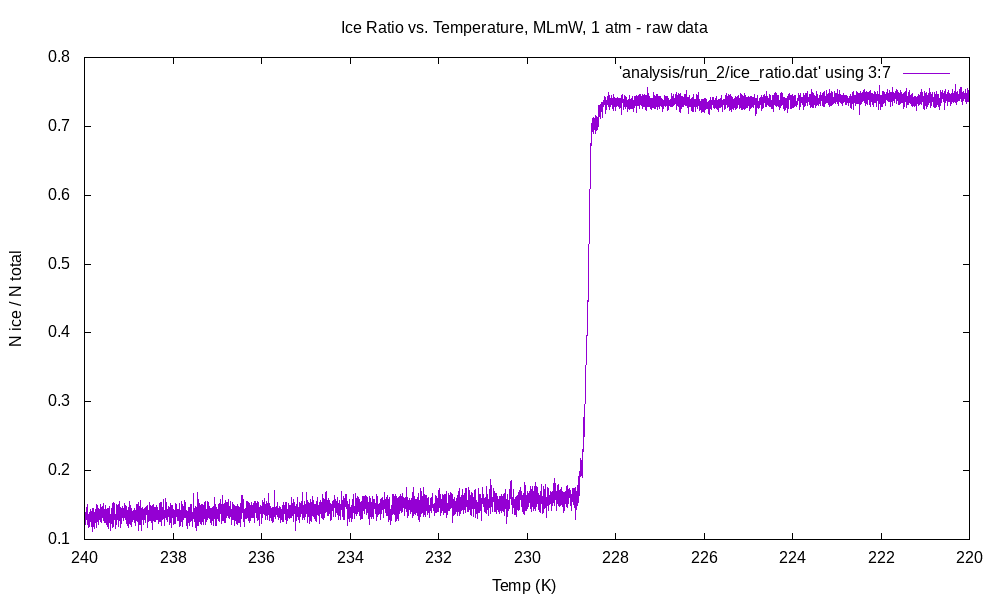 Ice Ratio vs. Temperature, MLmW, 1 atm - raw data
'analysis/run_2/ice_ratio.dat' using 3:7
0.8
0.7
0.6
0.5
0.4
0.3
0.2
0.1
N ice / N total
240 238 236 234 232 230 228 226 224 222 220
Temp (K)